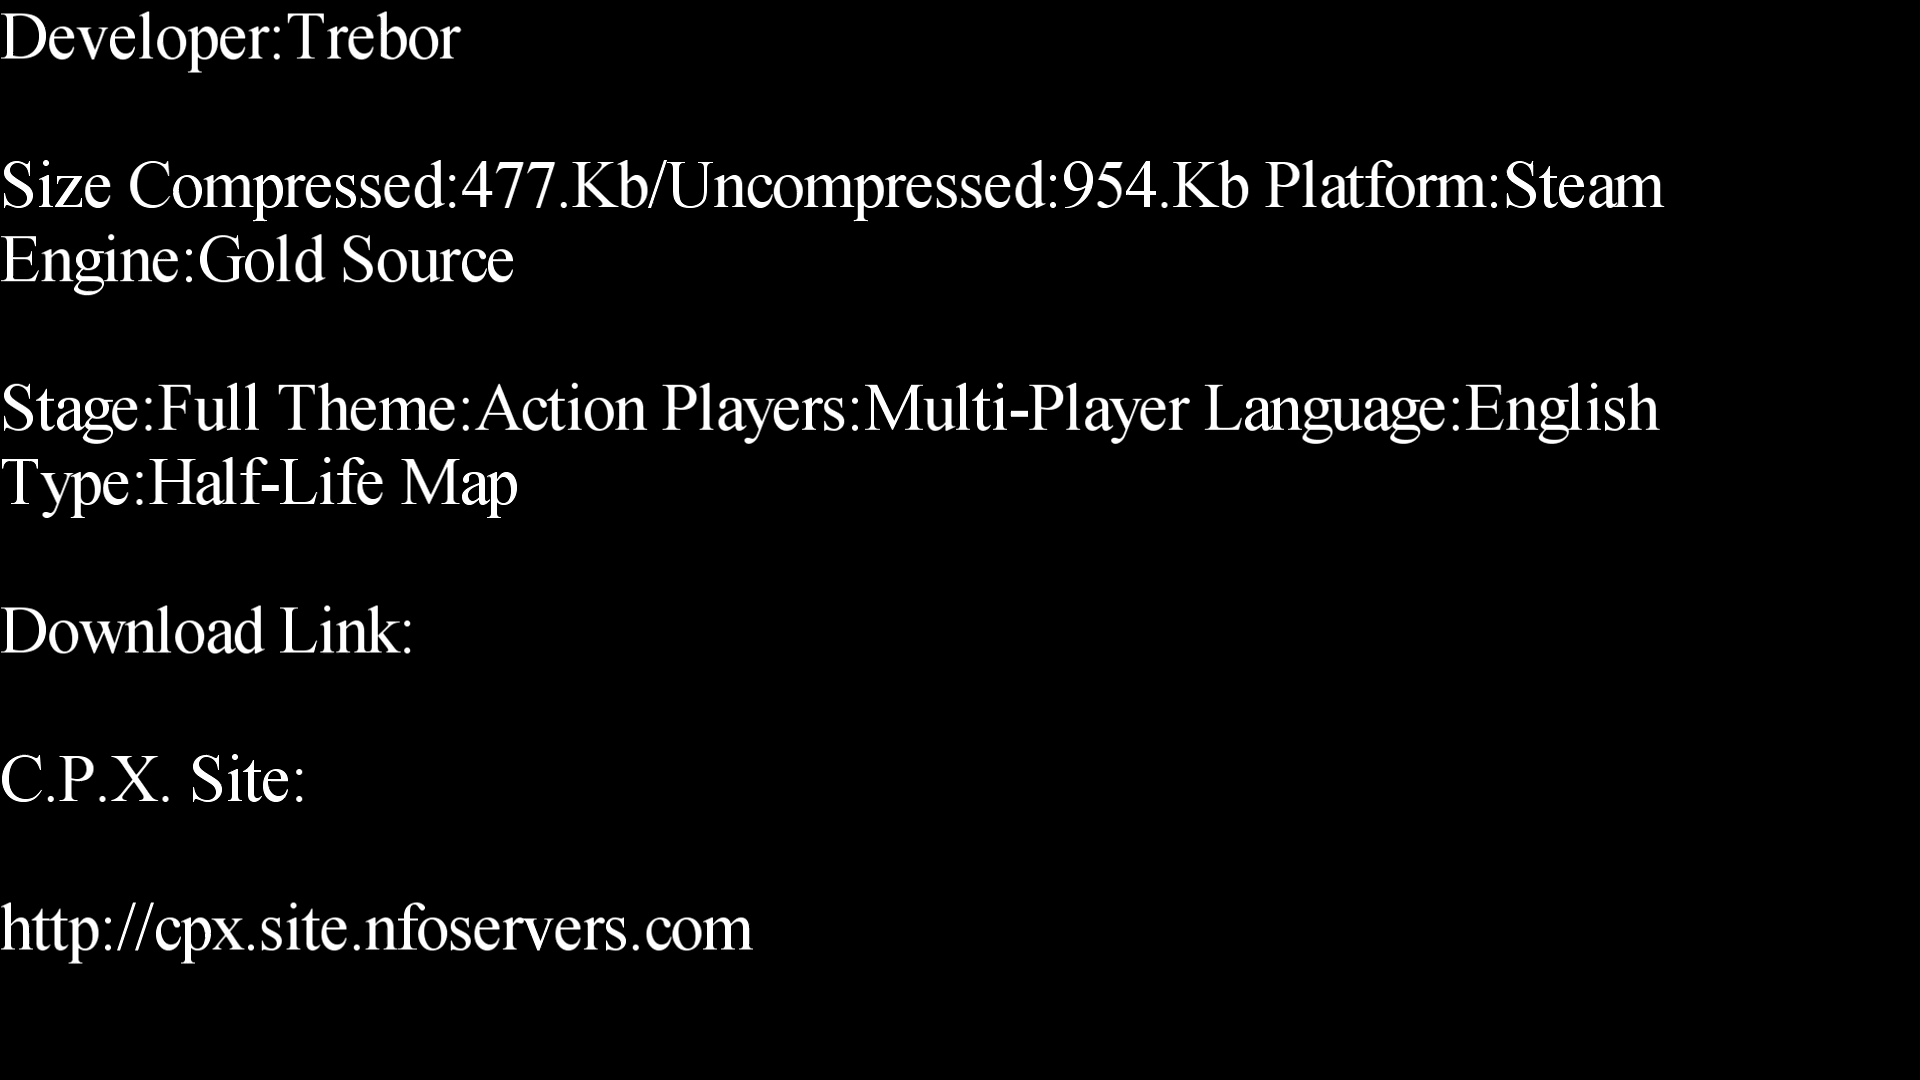 Developer:Trebor
Size Compressed:477.Kb/Uncompressed:954.Kb Platform:Steam
Engine:Gold Source
Stage:Full Theme:Action Players:Multi-Player Language:English
Type:Half-Life Map
Download Link:
C.P.X. Site:
http://cpx.site.nfoservers.com